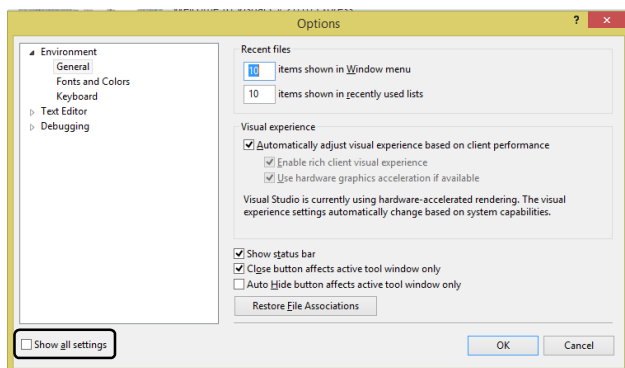 Options
?
×
Environment
General
Fonts and Colors
Keyboard
Text Editor
Debugging
Recent files
10 items shown in Window menu
10 items shown in recently used lists
Visual experience
Automatically adjust visual experience based on client performance
Enable rich client visual experience
Use hardware graphics acceleration if available
Visual Studio is currently using hardware-accelerated rendering. The visual
experience settings automatically change based on system capabilities.
Show status bar
Close button affects active tool window only
Auto Hide button affects active tool window only
Restore File Associations
Show all settings
OK
Cancel